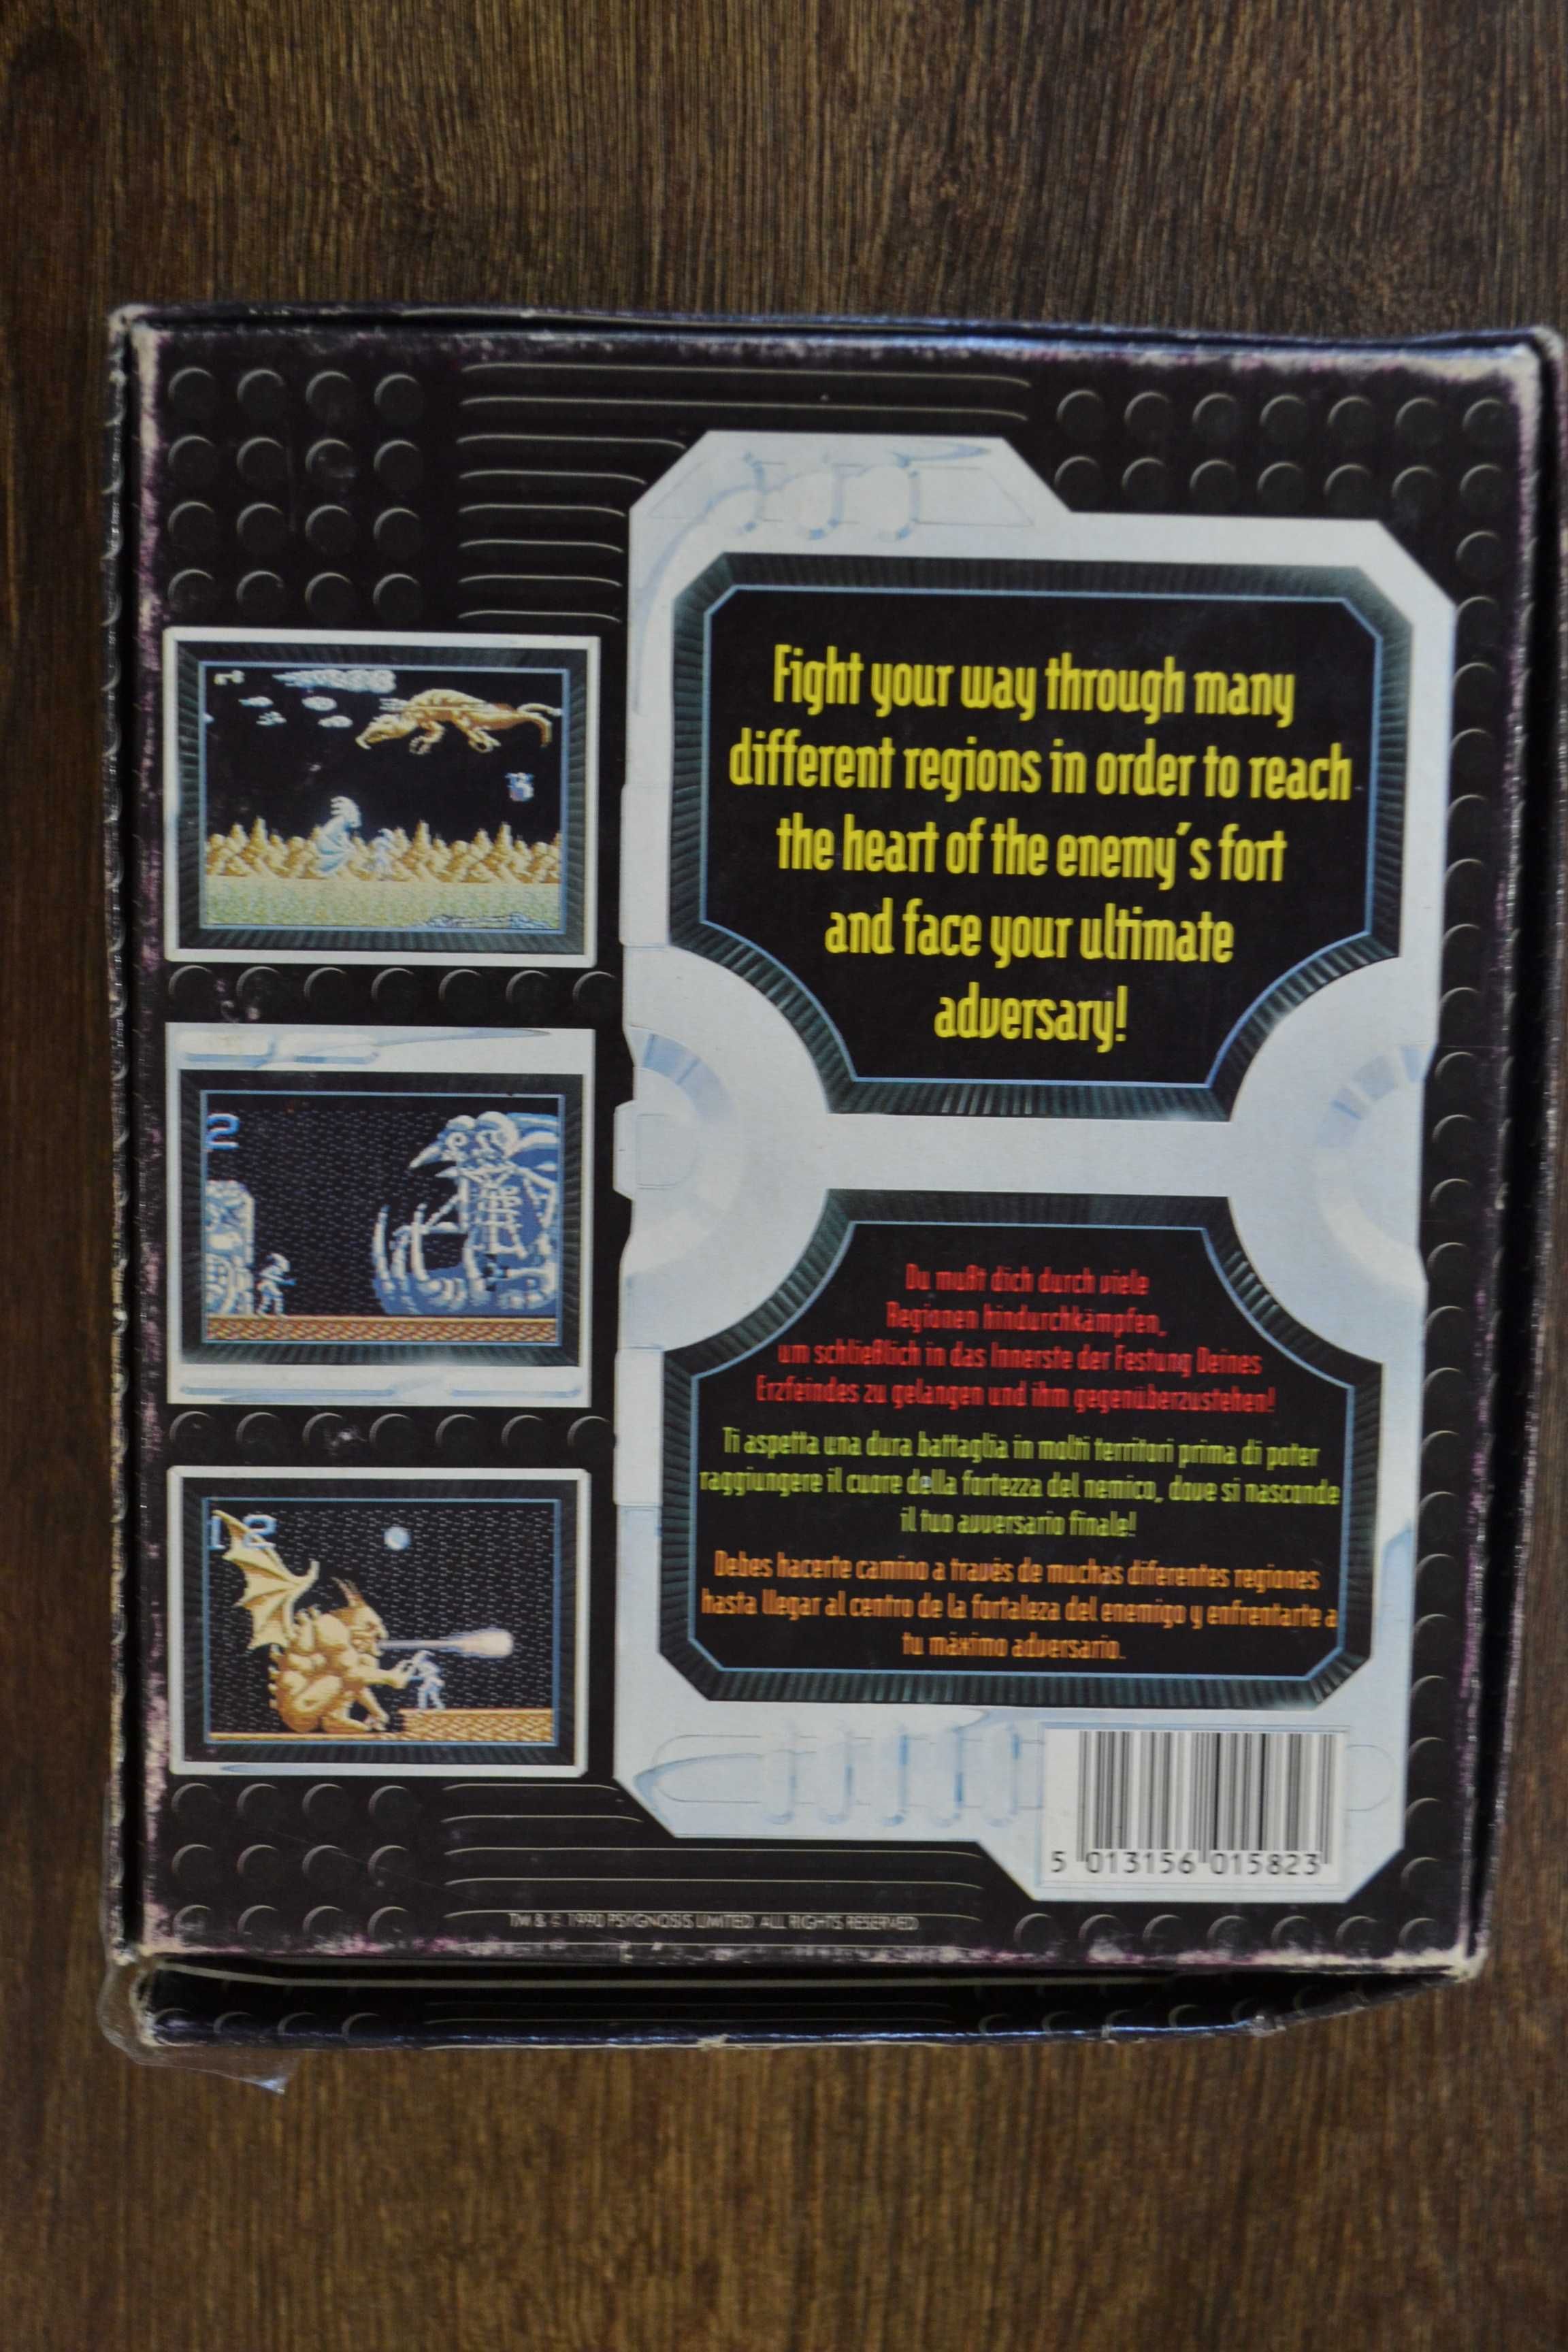 Fight your way through many
different regions in order to reach
the heart of the enemy´s fort
and face your ultimate
adversary!
Du mußt dich durch viele
Regionen hindurchkämpfen,
um schließlich in das Innerste der Festung Deines
Erzfeindes zu gelangen und ihm gegenüberzustehen!
Ti aspetta una dura battaglia in molti territori prima di poter
raggiungere il cuore della fortezza del nemico, dove si nasconde
il tuo avversario finale!
Debes hacerte camino a través de muchas diferentes regiones
hasta llegar al centro de la fortaleza del enemigo y enfrentarte a
tu máximo adversario.
2
12
5 013156 015823
TM & © 1990 PSYGNOSIS LIMITED. ALL RIGHTS RESERVED